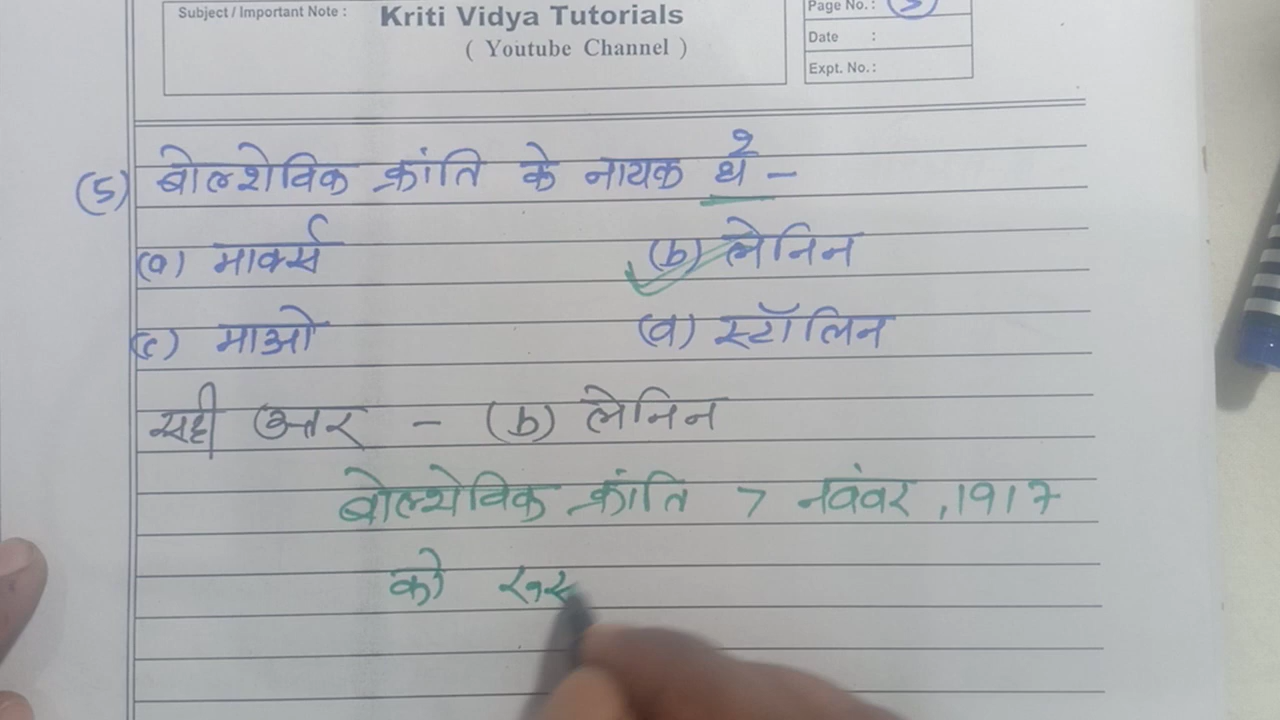 Subject / Important Note :
Kriti Vidya Tutorials
( Youtube Channel )
Page No. : 5
Date :
Expt. No. :
(5) बोल्शेविक क्रांति के नायक थे -
(a) मार्क्स (b) लेनिन
(c) माओ (d) स्टॉलिन
सही उत्तर - (b) लेनिन
बोल्शेविक क्रांति 7 नवंबर , 1917
को